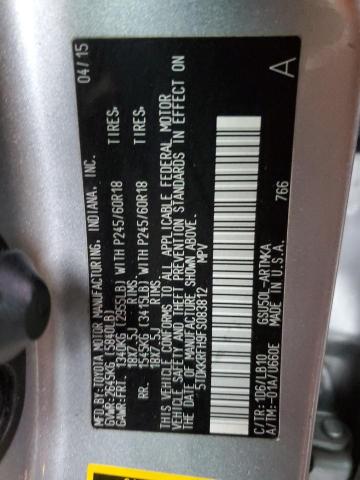 MFD. BY: TOYOTA MOTOR MANUFACTURING, INDIANA, INC. 04/15
GVWR: 2645KG (5840LB)
GAWR: FRT. 1340KG (2955LB) WITH P245/60R18 TIRES,
18X7.5J RIMS,
RR. 1545KG (3415LB) WITH P245/60R18 TIRES,
18X7.5J RIMS,
THIS VEHICLE CONFORMS TO ALL APPLICABLE FEDERAL MOTOR
VEHICLE SAFETY AND THEFT PREVENTION STANDARDS IN EFFECT ON
THE DATE OF MANUFACTURE SHOWN ABOVE.
5TDKKRFH9FS083812 MPV
A
766
C/TR: 1D6/LB10 GSU50L-ARTMKA
A/TM: -01A/U660E MADE IN U.S.A.